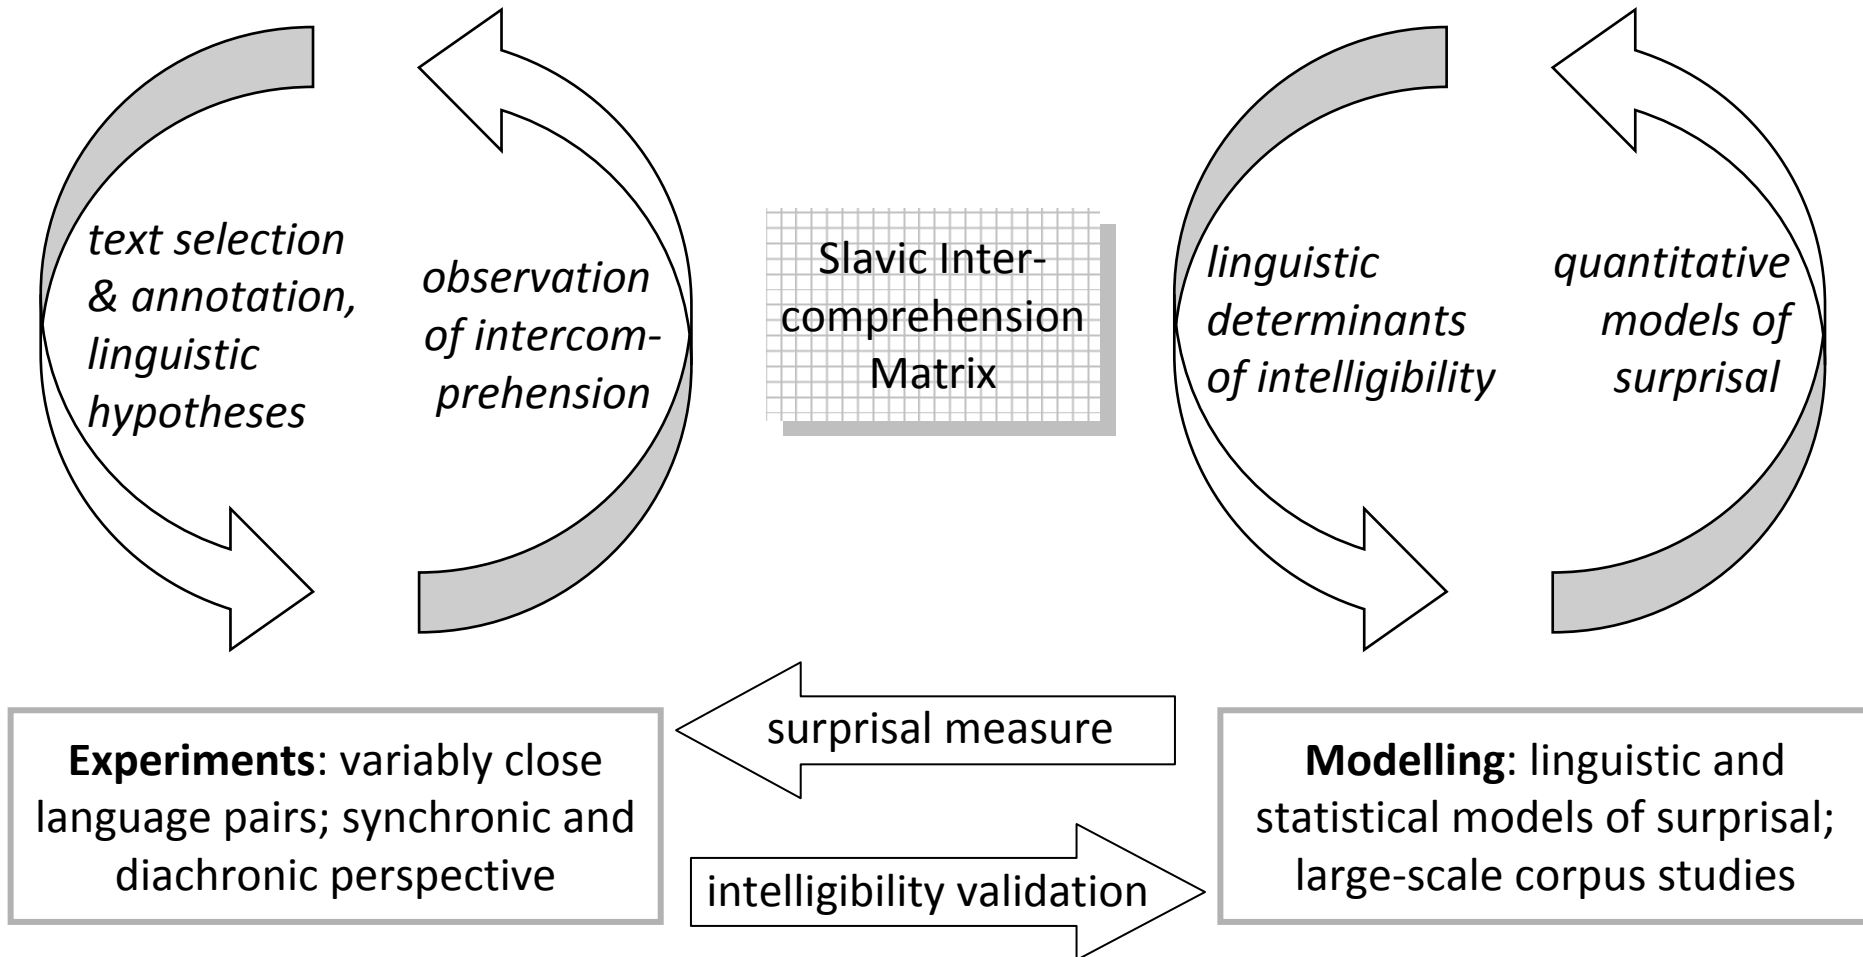 text selection
& annotation,
linguistic
hypotheses
observation
of intercom-
prehension
Slavic Inter-
comprehension
Matrix
linguistic
determinants
of intelligibility
quantitative
models of
surprisal
surprisal measure
Experiments: variably close
language pairs; synchronic and
diachronic perspective
intelligibility validation
Modelling: linguistic and
statistical models of surprisal;
large-scale corpus studies